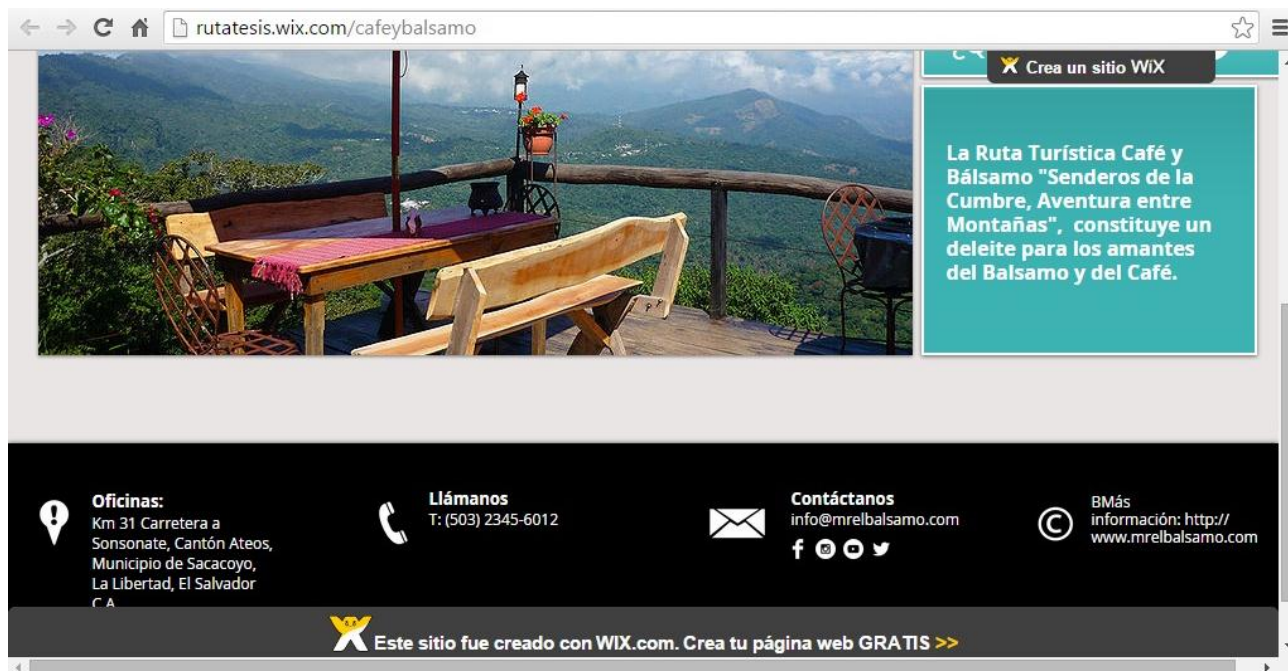 rutatesis.wix.com/cafeybalsamo
Crea un sitio WiX
La Ruta Turística Café y
Bálsamo "Senderos de la
Cumbre, Aventura entre
Montañas", constituye un
deleite para los amantes
del Balsamo y del Café.
Oficinas:
Km 31 Carretera a
Sonsonate, Cantón Ateos,
Municipio de Sacacoyo,
La Libertad, El Salvador
C.A
Llámanos
T: (503) 2345-6012
Contáctanos
info@mrelbalsamo.com
BMás
información: http://
www.mrelbalsamo.com
Este sitio fue creado con WIX.com. Crea tu página web GRATIS >>